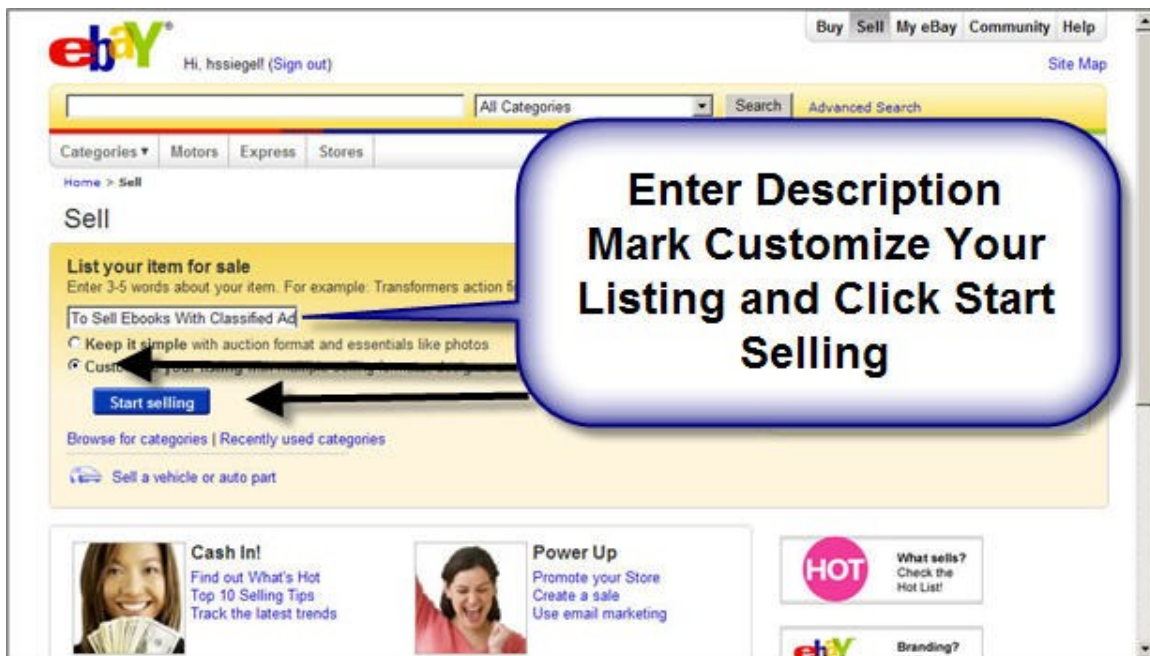 ebaY®
Buy Sell My eBay Community Help
Hi, hssiegel! (Sign out)
Site Map
All Categories
Search
Advanced Search
Categories Motors Express Stores
Home > Sell
Sell
Enter Description
Mark Customize Your
Listing and Click Start
Selling
List your item for sale
Enter 3-5 words about your item. For example: Transformers action
To Sell Ebooks With Classified Ad
Keep it simple with auction format and essentials like photos
your listing
Start selling
Browse for categories | Recently used categories
Sell a vehicle or auto part
Cash In!
Find out What's Hot
Top 10 Selling Tips
Track the latest trends
Power Up
Promote your Store
Create a sale
Use email marketing
HOT
What sells?
Check the
Hot List!
ebY
Branding?